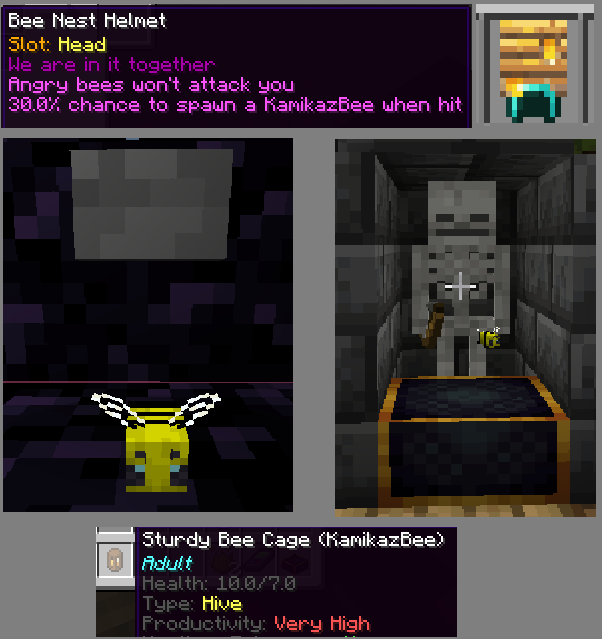 Bee Nest Helmet
Slot: Head
We are in it together
Angry bees won't attack you
30.0% chance to spawn a KamikazBee when hit
Sturdy Bee Cage (KamikazBee)
Adult
Health: 10.0/7.0
Type: Hive
Productivity: Very High